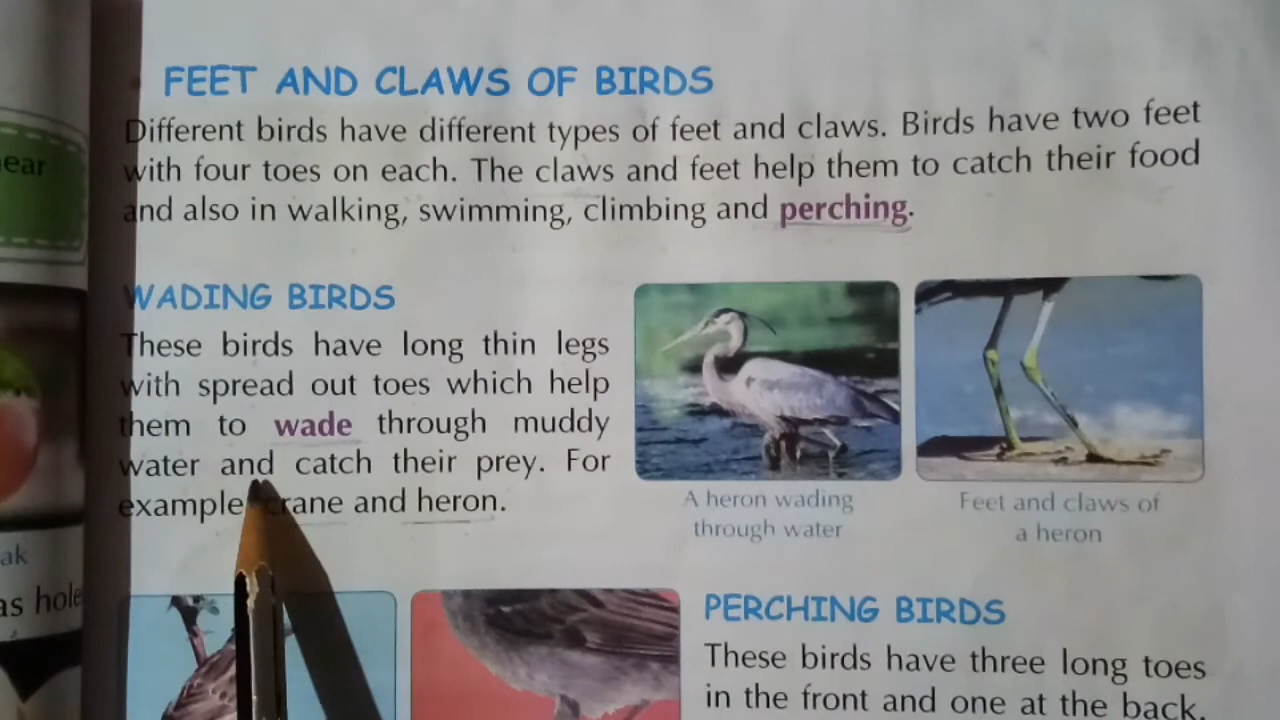 FEET AND CLAWS OF BIRDS
Different birds have different types of feet and claws. Birds have two feet
with four toes on each. The claws and feet help them to catch their food
and also in walking, swimming, climbing and perching.
WADING BIRDS
These birds have long thin legs
with spread out toes which help
them to wade through muddy
water and catch their prey. For
example crane and heron.
A heron wading
through water
Feet and claws of
a heron
PERCHING BIRDS
These birds have three long toes
in the front and one at the back.
ear
ak
as hole